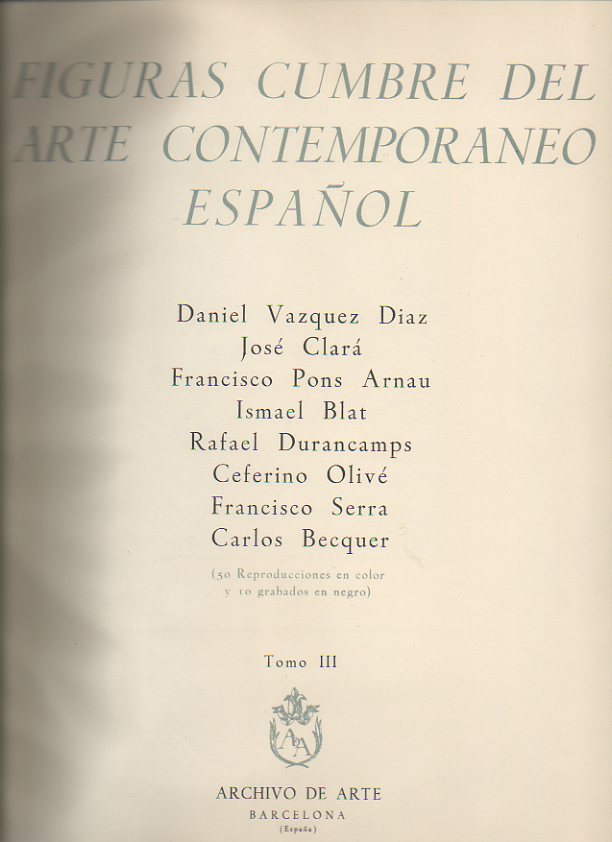 FIGURAS CUMBRE DEL
ARTE CONTEMPORANEO
ESPAÑOL
Daniel Vazquez Diaz
José Clará
Francisco Pons Arnau
Ismael Blat
Rafael Durancamps
Ceferino Olivé
Francisco Serra
Carlos Becquer
(50 Reproducciones en color
y 10 grabados en negro)
Tomo III
A D A
ARCHIVO DE ARTE
BARCELONA
(España)